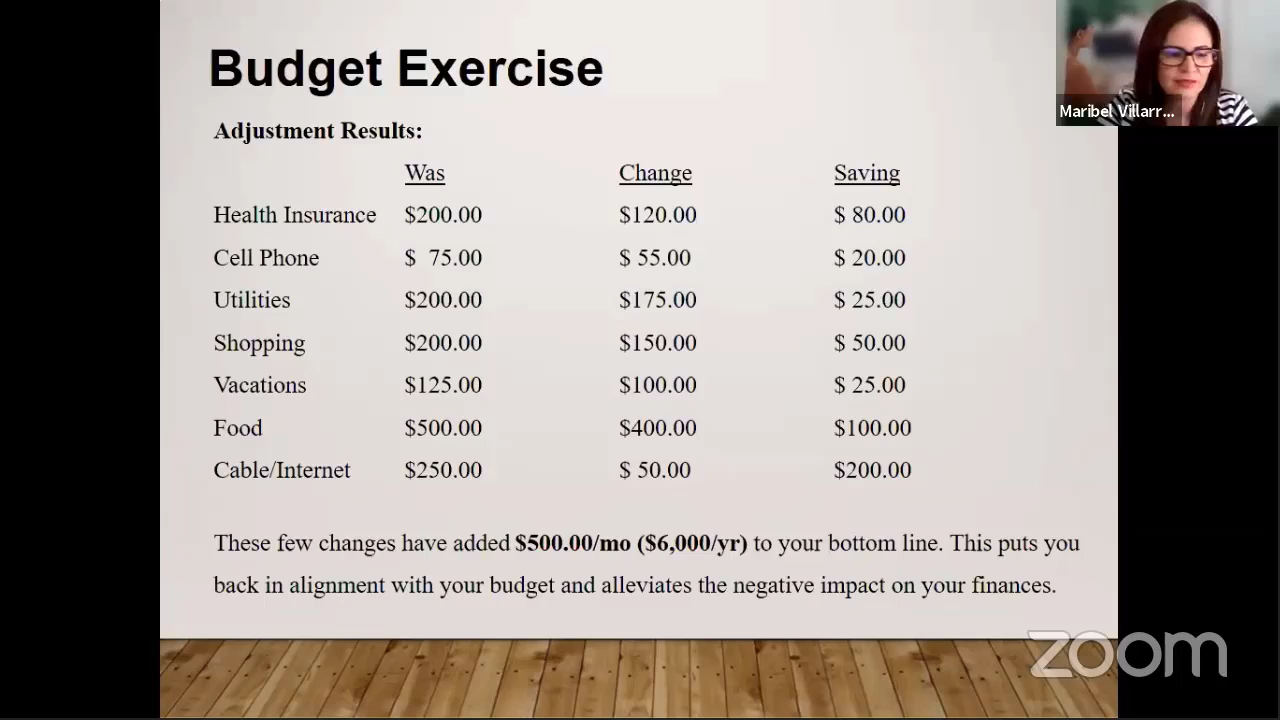 Budget Exercise
Maribel Villarr...
Adjustment Results:
Was Change Saving
Health Insurance $200.00 $120.00 $ 80.00
Cell Phone $ 75.00 $ 55.00 $ 20.00
Utilities $200.00 $175.00 $ 25.00
Shopping $200.00 $150.00 $ 50.00
Vacations $125.00 $100.00 $ 25.00
Food $500.00 $400.00 $100.00
Cable/Internet $250.00 $ 50.00 $200.00
These few changes have added $500.00/mo ($6,000/yr) to your bottom line. This puts you
back in alignment with your budget and alleviates the negative impact on your finances.
zoom